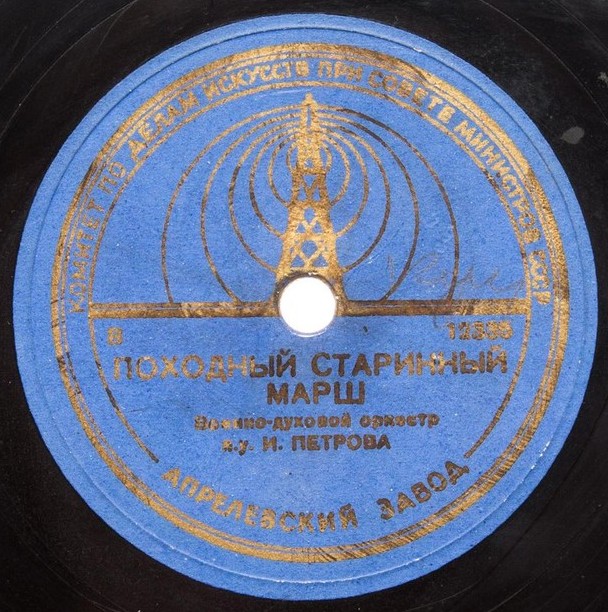 КОМИТЕТ ПО ДЕЛАМ ИСКУССТВ ПРИ СОВЕТЕ МИНИСТРОВ СССР
ПОХОДНЫЙ СТАРИННЫЙ
МАРШ
Военно-духовой оркестр
п.у. И. ПЕТРОВА
АПРЕЛЕВСКИЙ ЗАВОД